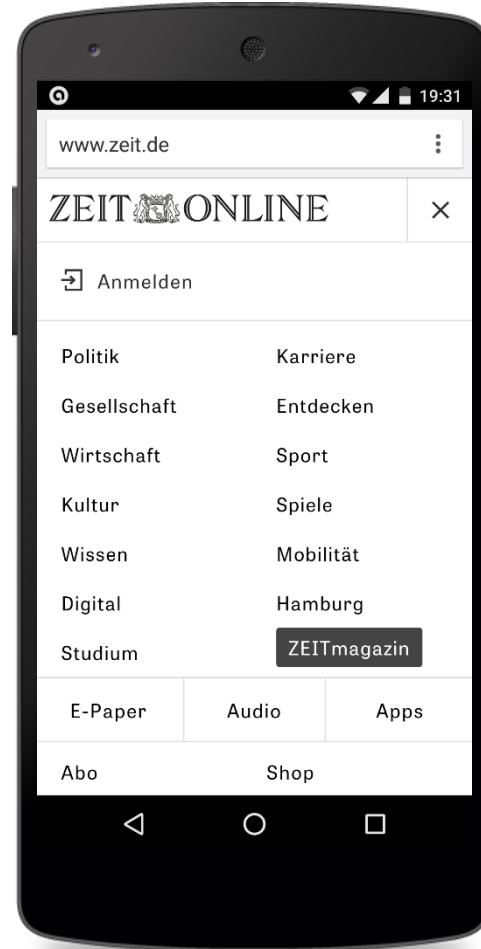 19:31
www.zeit.de
ZEIT ONLINE
Anmelden
Politik Karriere
Gesellschaft Entdecken
Wirtschaft Sport
Kultur Spiele
Wissen Mobilität
Digital Hamburg
Studium ZEITmagazin
E-Paper Audio Apps
Abo Shop